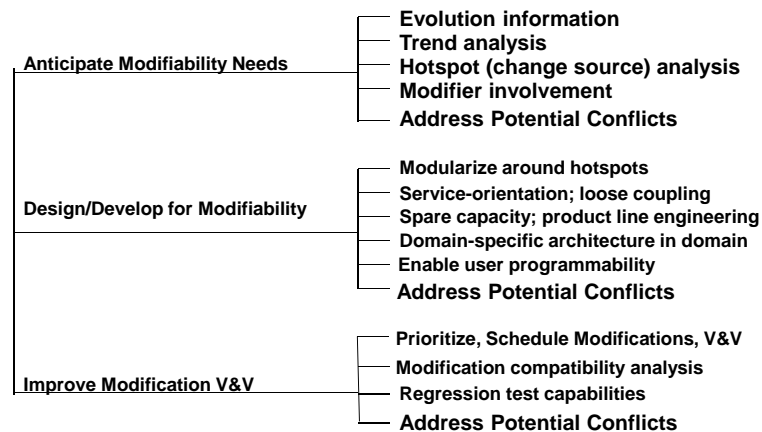 Anticipate Modifiability Needs
Evolution information
Trend analysis
Hotspot (change source) analysis
Modifier involvement
Address Potential Conflicts
Design/Develop for Modifiability
Modularize around hotspots
Service-orientation; loose coupling
Spare capacity; product line engineering
Domain-specific architecture in domain
Enable user programmability
Address Potential Conflicts
Improve Modification V&V
Prioritize, Schedule Modifications, V&V
Modification compatibility analysis
Regression test capabilities
Address Potential Conflicts